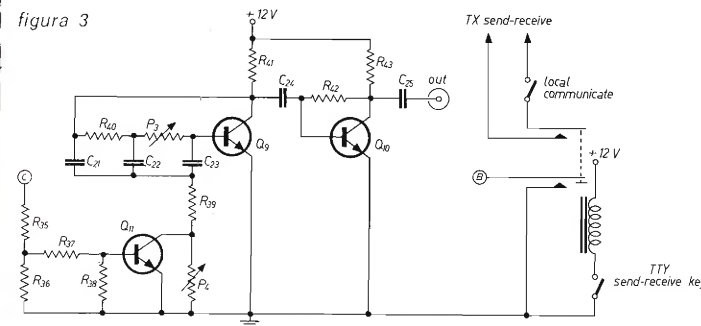 figura 3
+12V
TX send-receive
R41
R43
C24
R42
C25
out
local
communicate
R40
P3
Q9
Q10
C21
C22
C23
+12V
C
B
R39
R35
Q11
R37
R36
R38
P4
TTY
send-receive key